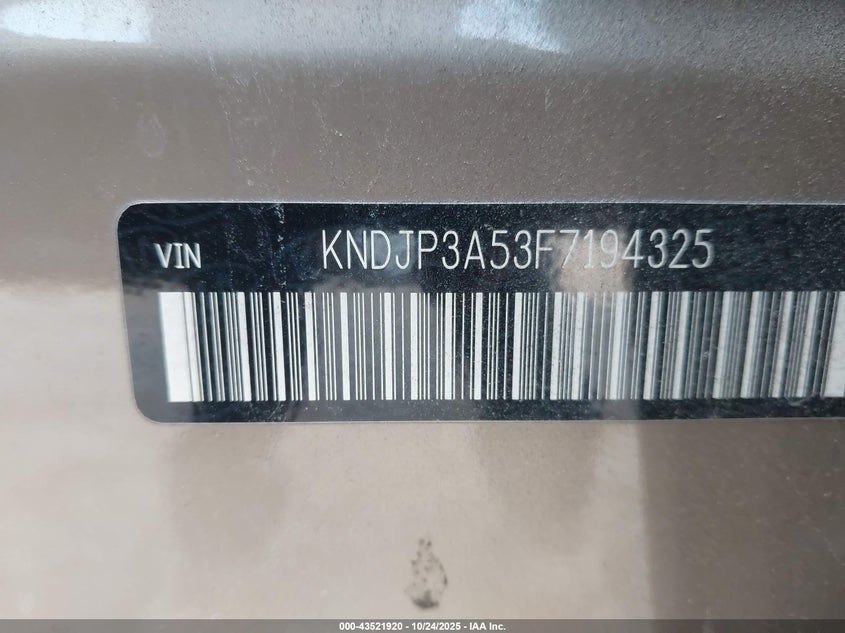 VIN KNDJP3A53F7194325
000-43521920 - 10/24/2025 - IAA Inc.